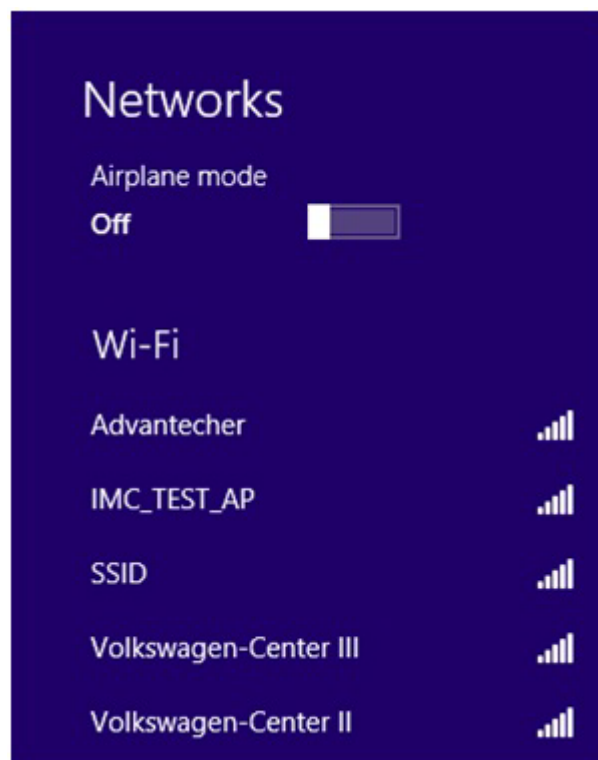 Networks
Airplane mode
Off
Wi-Fi
Advantecher
IMC_TEST_AP
SSID
Volkswagen-Center III
Volkswagen-Center II